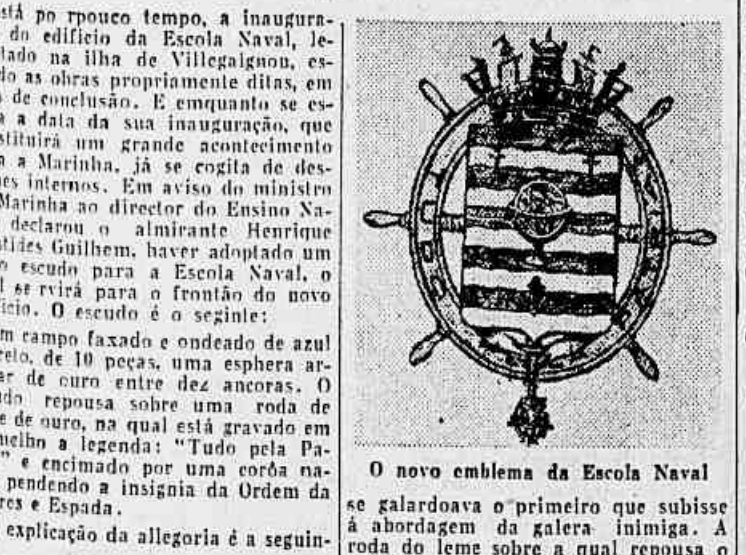 stá po rpouco tempo, a inaugura-
do edificio da Escola Naval, le-
tado na ilha de Villegaignon, es-
do as obras propriamente ditas, em
de conclusão. E emquanto se es-
a a data da sua inauguração, que
stituirá um grande acontecimento
a a Marinha, já se cogita de des-
es internos. Em aviso do ministro
Marinha ao director do Ensino Na-
declarou o almirante Henrique
tides Guilhem, haver adoptado um
o escudo para a Escola Naval, o
l se rvirá para o frontão do novo
icio. O escudo é o seginte:
m campo faxado e ondeado de azul
reto, de 10 peças, uma esphera ar-
ar de ouro entre dez ancoras. O
udo repousa sobre uma roda de
e de ouro, na qual está gravado em
melho a legenda: "Tudo pela Pa-
" e encimado por uma corôa na-
pendendo a insignia da Ordem da
res e Espada.
explicação da allegoria é a seguin-
O novo emblema da Escola Naval
se galardoava o primeiro que subisse
á abordagem da galera inimiga. A
roda do leme sobre a qual repousa o